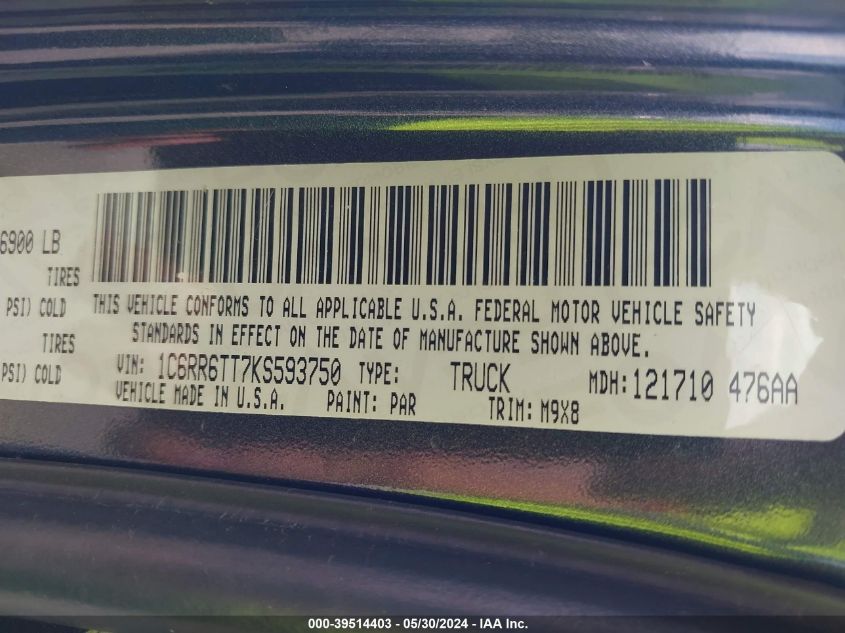 6900 LB
TIRES
PSI) COLD
TIRES
PSI) COLD
THIS VEHICLE CONFORMS TO ALL APPLICABLE U.S.A. FEDERAL MOTOR VEHICLE SAFETY
STANDARDS IN EFFECT ON THE DATE OF MANUFACTURE SHOWN ABOVE.
VIN: 1C6RR6TT7KS593750 TYPE: TRUCK MDH:121710 476AA
VEHICLE MADE IN U.S.A. PAINT: PAR TRIM: M9X8
000-39514403 - 05/30/2024 - IAA Inc.